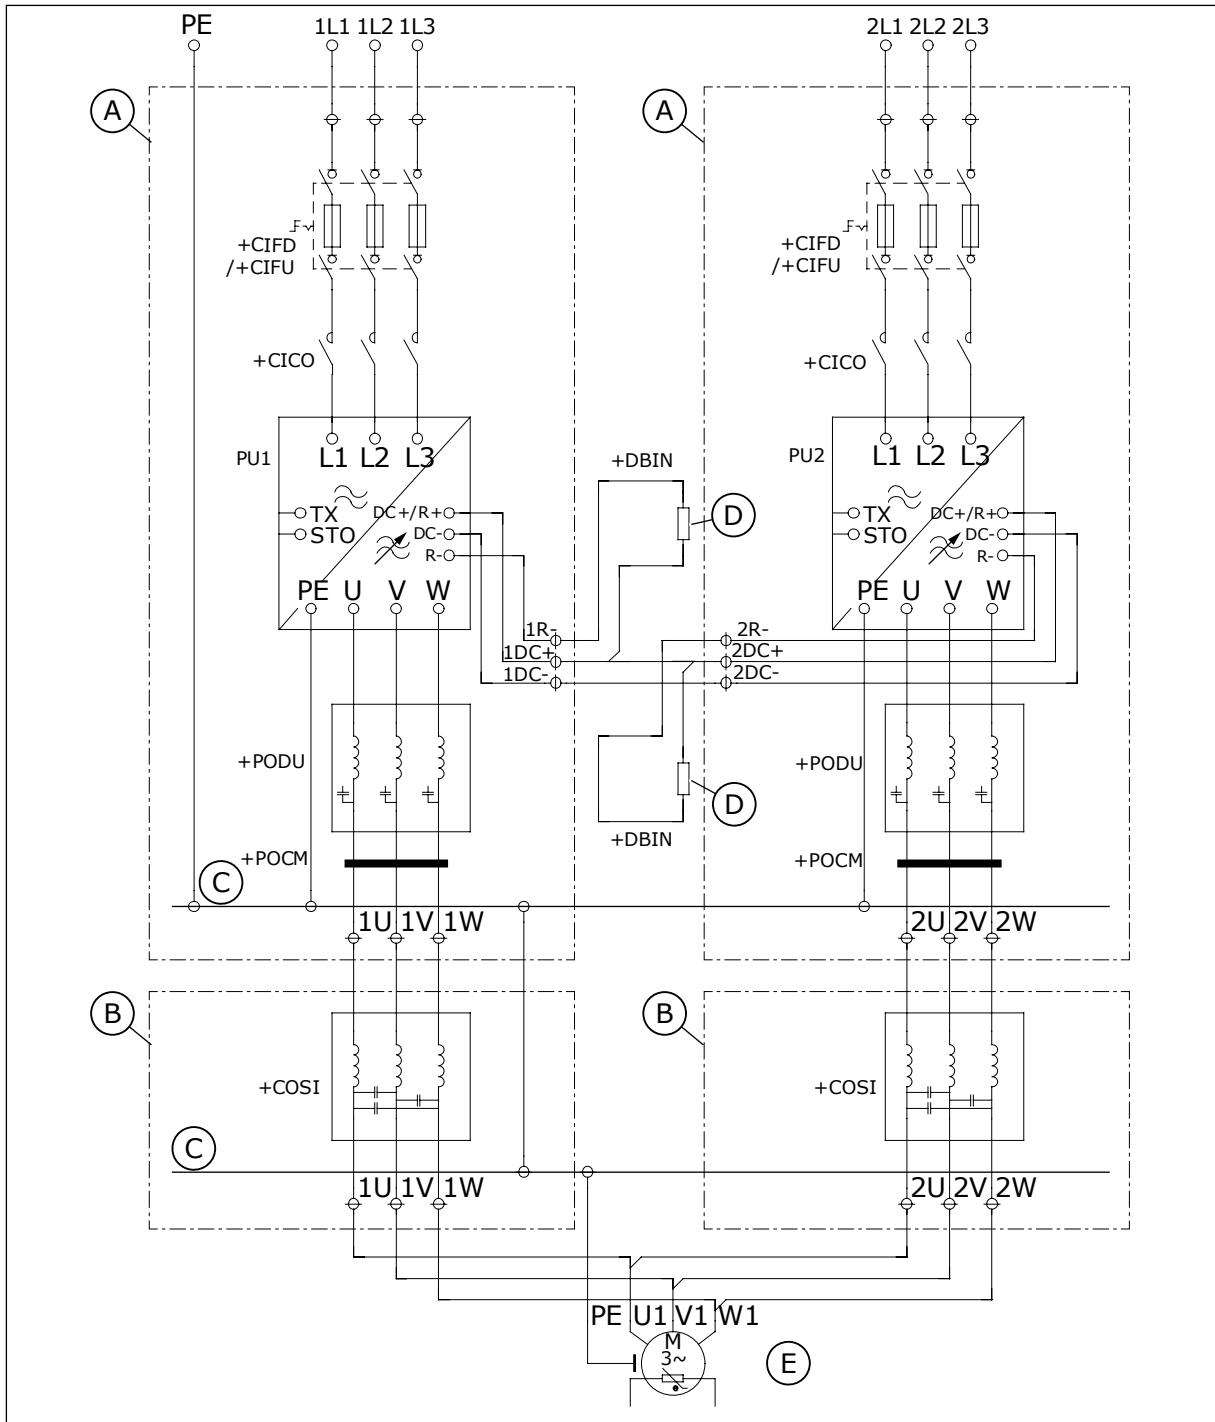 PE 1L1 1L2 1L3 2L1 2L2 2L3
A A
+CIFD +CIFD
/+CIFU /+CIFU
+CICO +CICO
PU1 L1 L2 L3 +DBIN PU2 L1 L2 L3
D
TX DC+/R+ TX DC+/R+
STO DC- STO DC-
R- R-
PE U V W PE U V W
1R- 2R-
1DC+ 2DC+
1DC- 2DC-
+PODU +PODU
D
+DBIN
+POCM +POCM
C
1U 1V 1W 2U 2V 2W
B B
+COSI +COSI
C
1U 1V 1W 2U 2V 2W
PE U1 V1 W1
M
3~ E